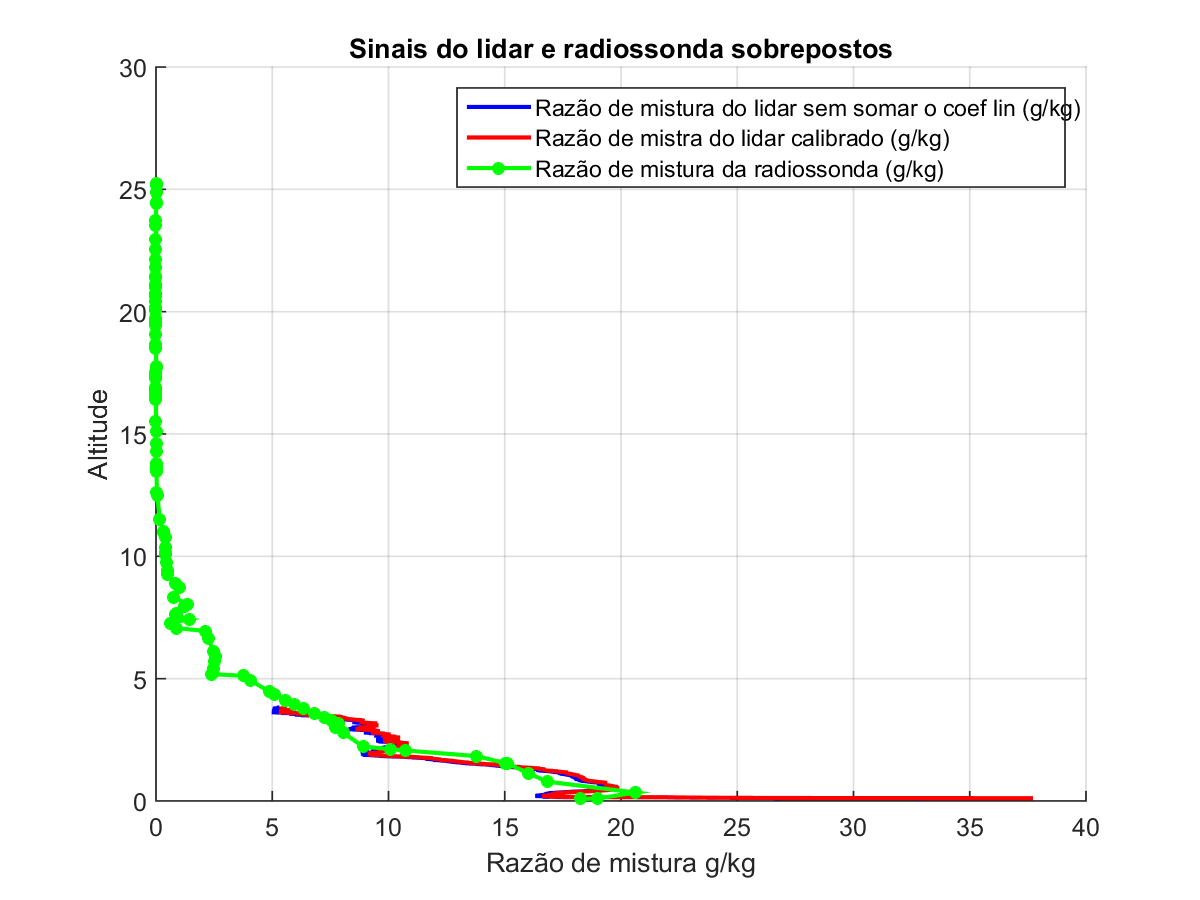 Sinais do lidar e radiossonda sobrepostos
30
Razão de mistura do lidar sem somar o coef lin (g/kg)
Razão de mistra do lidar calibrado (g/kg)
Razão de mistura da radiossonda (g/kg)
25
20
15
10
5
0
Altitude
0 5 10 15 20 25 30 35 40
Razão de mistura g/kg